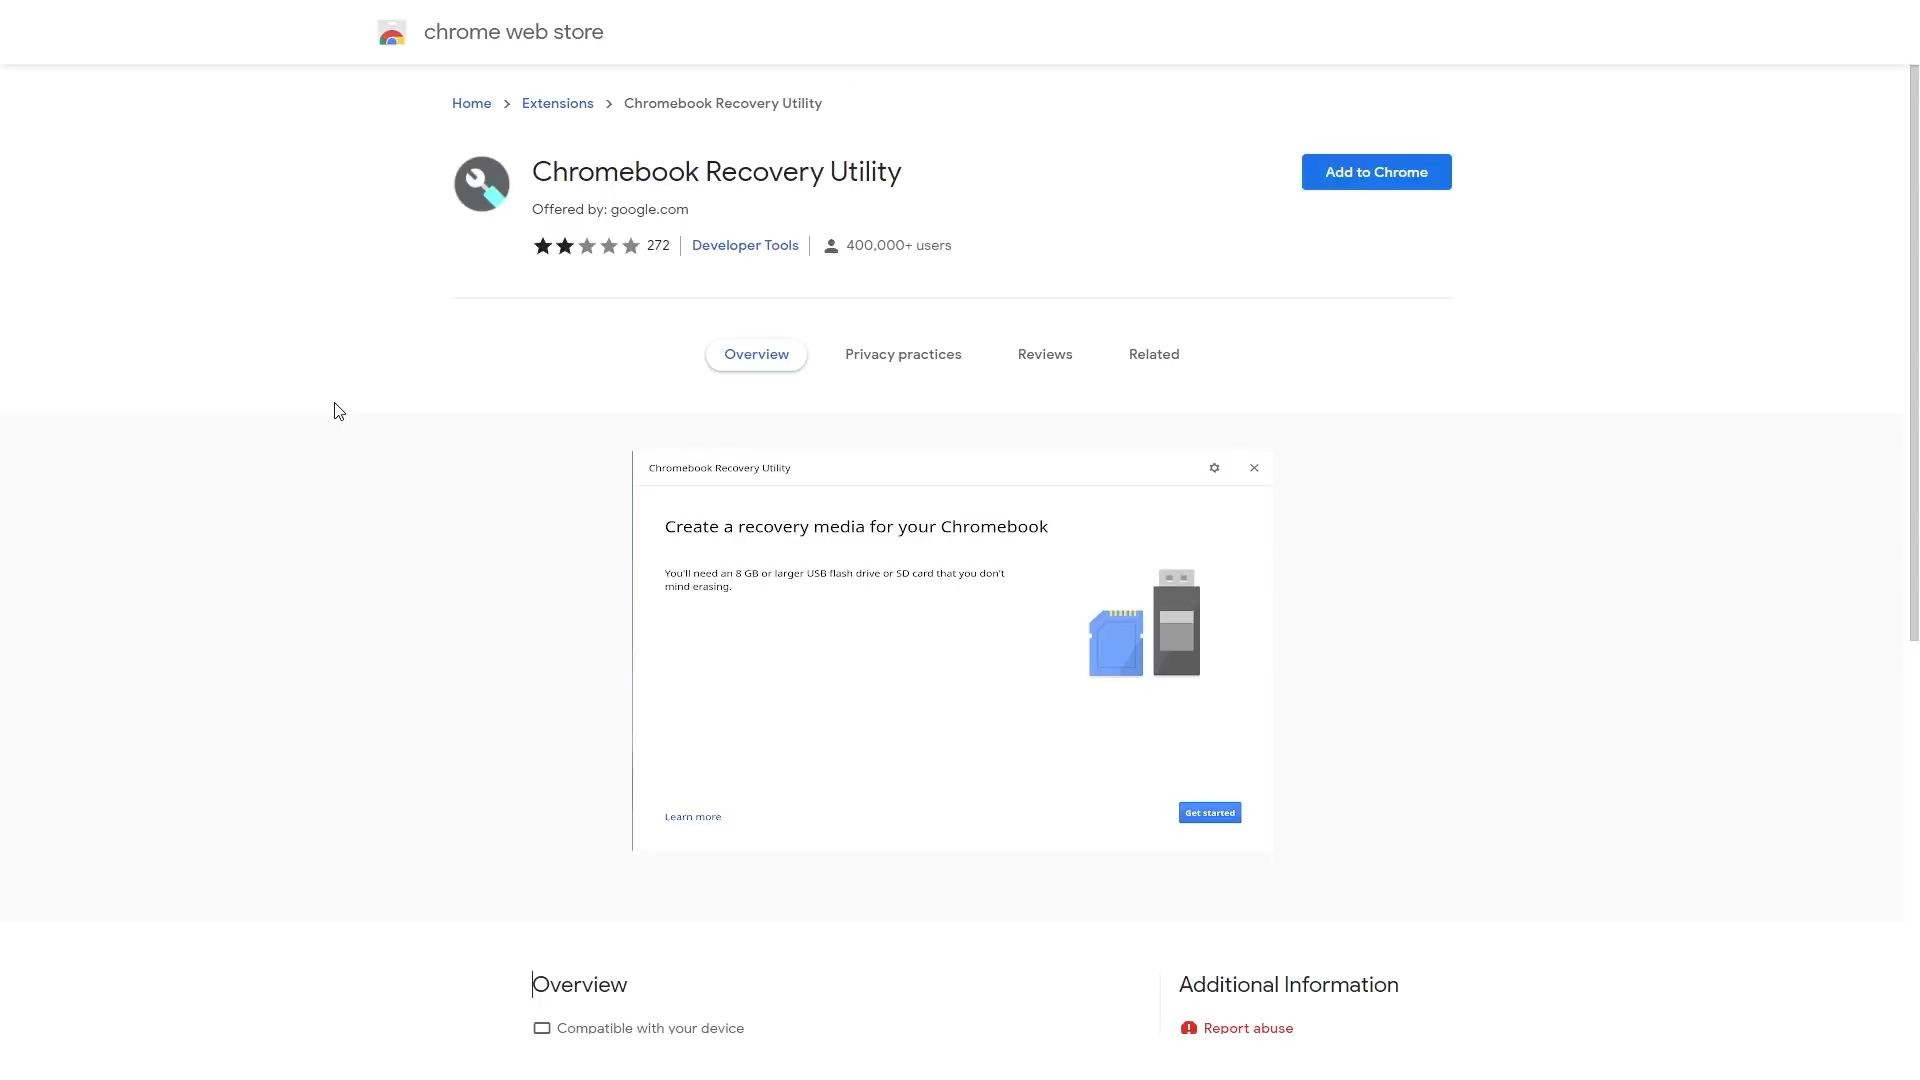 chrome web store
Home > Extensions > Chromebook Recovery Utility
Chromebook Recovery Utility
Add to Chrome
Offered by: google.com
272 Developer Tools 400,000+ users
Overview Privacy practices Reviews Related
Chromebook Recovery Utility
Create a recovery media for your Chromebook
You'll need an 8 GB or larger USB flash drive or SD card that you don't
mind erasing.
Learn more
Get started
Overview
Additional Information
Compatible with your device
Report abuse